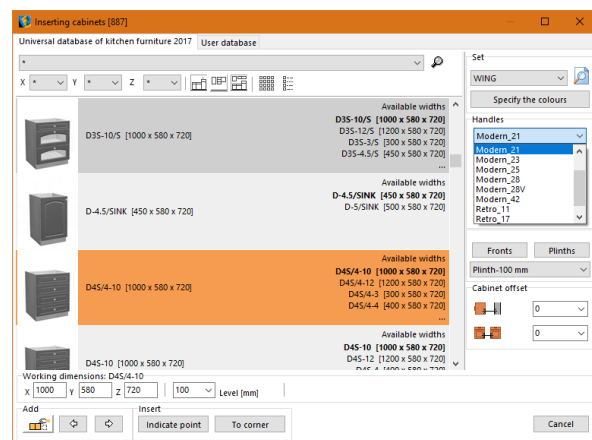 Inserting cabinets [887]
Universal database of kitchen furniture 2017 User database
*
X * Y * Z *
Available widths
D3S-10/S [1000 x 580 x 720]
D3S-10/S [1000 x 580 x 720]
D3S-12/S [1200 x 580 x 720]
D3S-3/S [300 x 580 x 720]
D3S-4.5/S [450 x 580 x 720]
...
Available widths
D-4.5/SINK [450 x 580 x 720]
D-4.5/SINK [450 x 580 x 720]
D-5/SINK [500 x 580 x 720]
Available widths
D4S/4-10 [1000 x 580 x 720]
D4S/4-10 [1000 x 580 x 720]
D4S/4-12 [1200 x 580 x 720]
D4S/4-3 [300 x 580 x 720]
D4S/4-4 [400 x 580 x 720]
...
Available widths
D4S-10 [1000 x 580 x 720]
D4S-10 [1000 x 580 x 720]
D4S-12 [1200 x 580 x 720]
D4S-4 [400 x 580 x 720]
Set
WING
Specify the colours
Handles
Modern_21
Modern_21
Modern_23
Modern_25
Modern_28
Modern_28V
Modern_42
Retro_11
Retro_17
Fronts Plinths
Plinth-100 mm
Cabinet offset
0
0
Working dimensions: D4S/4-10
X 1000 Y 580 Z 720 100 Level [mm]
Add
Insert
Indicate point To corner Cancel